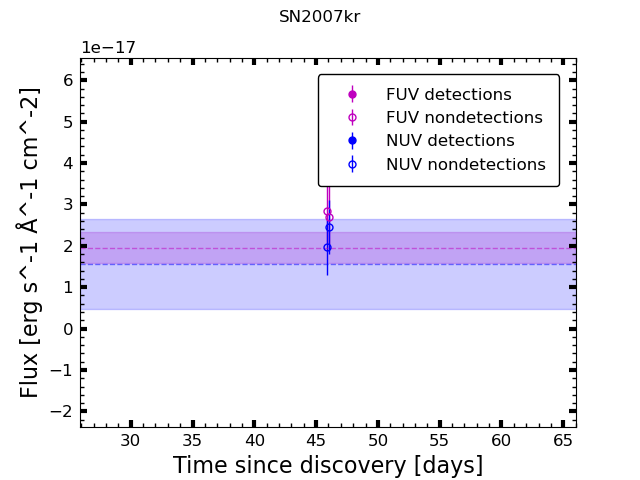 SN2007kr
1e−17
6
5
4
3
2
1
0
−1
−2
Flux [erg s^-1 Å^-1 cm^-2]
FUV detections
FUV nondetections
NUV detections
NUV nondetections
30 35 40 45 50 55 60 65
Time since discovery [days]